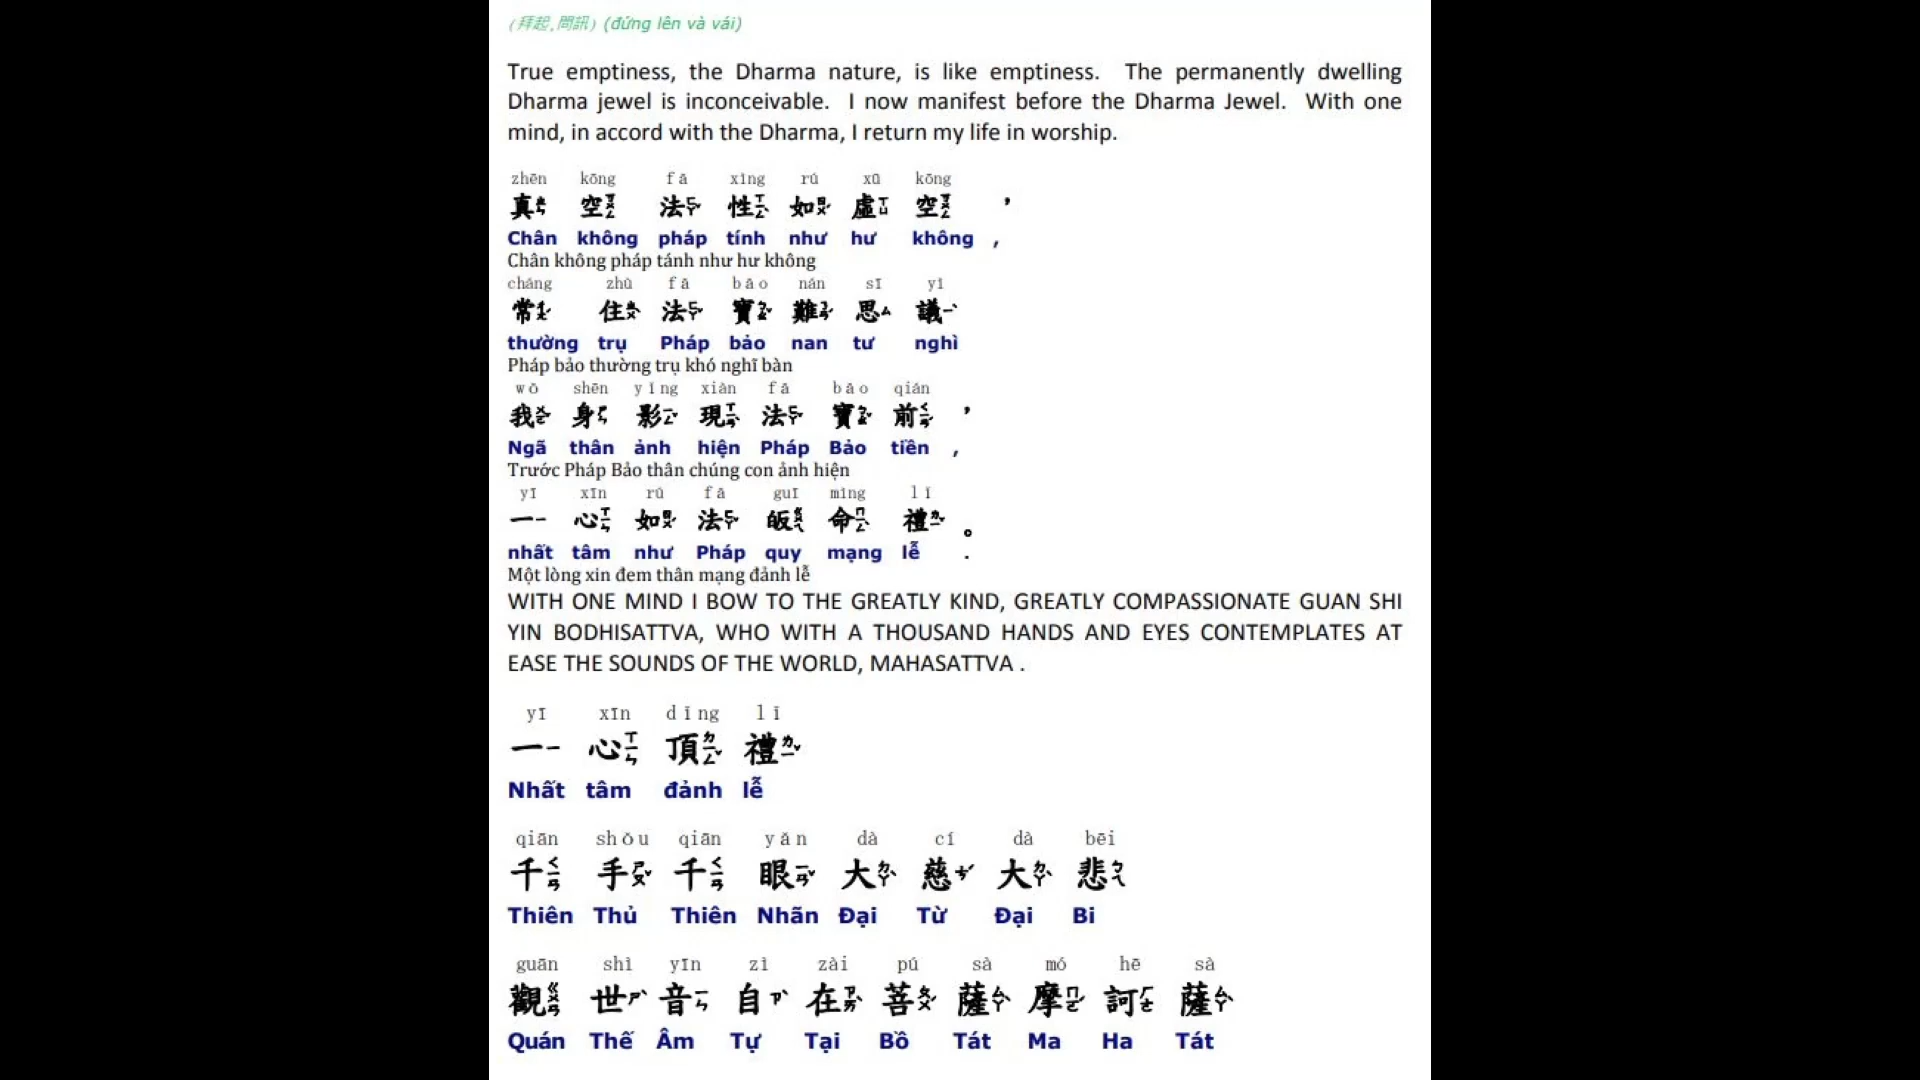 (拜起,問訊) (đứng lên và vái)
True emptiness, the Dharma nature, is like emptiness. The permanently dwelling
Dharma jewel is inconceivable. I now manifest before the Dharma Jewel. With one
mind, in accord with the Dharma, I return my life in worship.
zhēn kōng fǎ xìng rú xū kōng
真 空 法 性 如 虛 空 ,
Chân không pháp tính như hư không ,
Chân không pháp tánh như hư không
cháng zhù fǎ bǎo nán sī yì
常 住 法 寶 難 思 議
thường trụ Pháp bảo nan tư nghì
Pháp bảo thường trụ khó nghĩ bàn
wǒ shēn yǐng xiàn fǎ bǎo qián
我 身 影 現 法 寶 前 ,
Ngã thân ảnh hiện Pháp Bảo tiền ,
Trước Pháp Bảo thân chúng con ảnh hiện
yī xīn rú fǎ guī mìng lǐ
一 心 如 法 皈 命 禮 。
nhất tâm như Pháp quy mạng lễ .
Một lòng xin đem thân mạng đảnh lễ
WITH ONE MIND I BOW TO THE GREATLY KIND, GREATLY COMPASSIONATE GUAN SHI
YIN BODHISATTVA, WHO WITH A THOUSAND HANDS AND EYES CONTEMPLATES AT
EASE THE SOUNDS OF THE WORLD, MAHASATTVA .
yī xīn dǐng lǐ
一 心 頂 禮
Nhất tâm đảnh lễ
qiān shǒu qiān yǎn dà cí dà bēi
千 手 千 眼 大 慈 大 悲
Thiên Thủ Thiên Nhãn Đại Từ Đại Bi
guān shì yīn zì zài pú sà mó hē sà
觀 世 音 自 在 菩 薩 摩 訶 薩
Quán Thế Âm Tự Tại Bồ Tát Ma Ha Tát